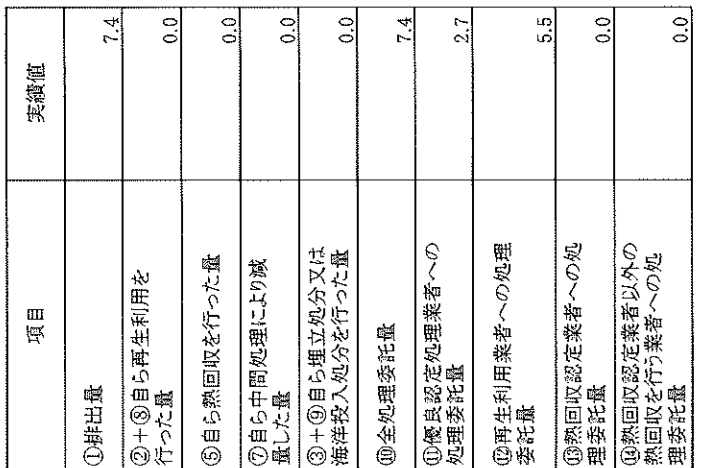 項目
実績値
①排出量
7.4
②+⑧自ら再生利用を
行った量
0.0
⑤自ら熱回収を行った量
0.0
⑦自ら中間処理により減
量した量
0.0
③+⑨自ら埋立処分又は
海洋投入処分を行った量
0.0
⑩全処理委託量
7.4
⑪優良認定処理業者への
処理委託量
2.7
⑫再生利用業者への処理
委託量
5.5
⑬熱回収認定業者への処
理委託量
0.0
⑭熱回収認定業者以外の
熱回収を行う業者への処
理委託量
0.0